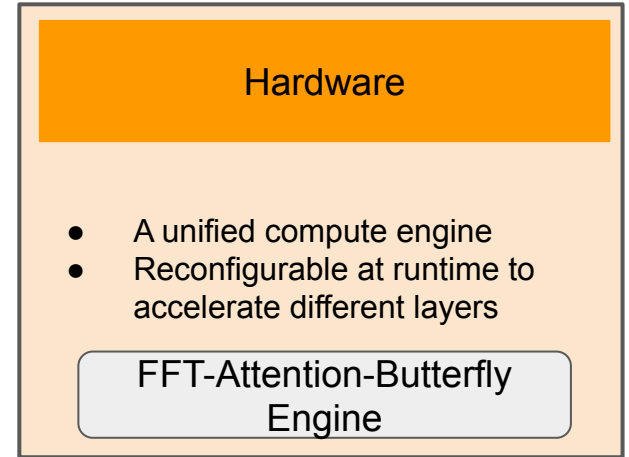 Hardware
● A unified compute engine
● Reconfigurable at runtime to
accelerate different layers
FFT-Attention-Butterfly
Engine